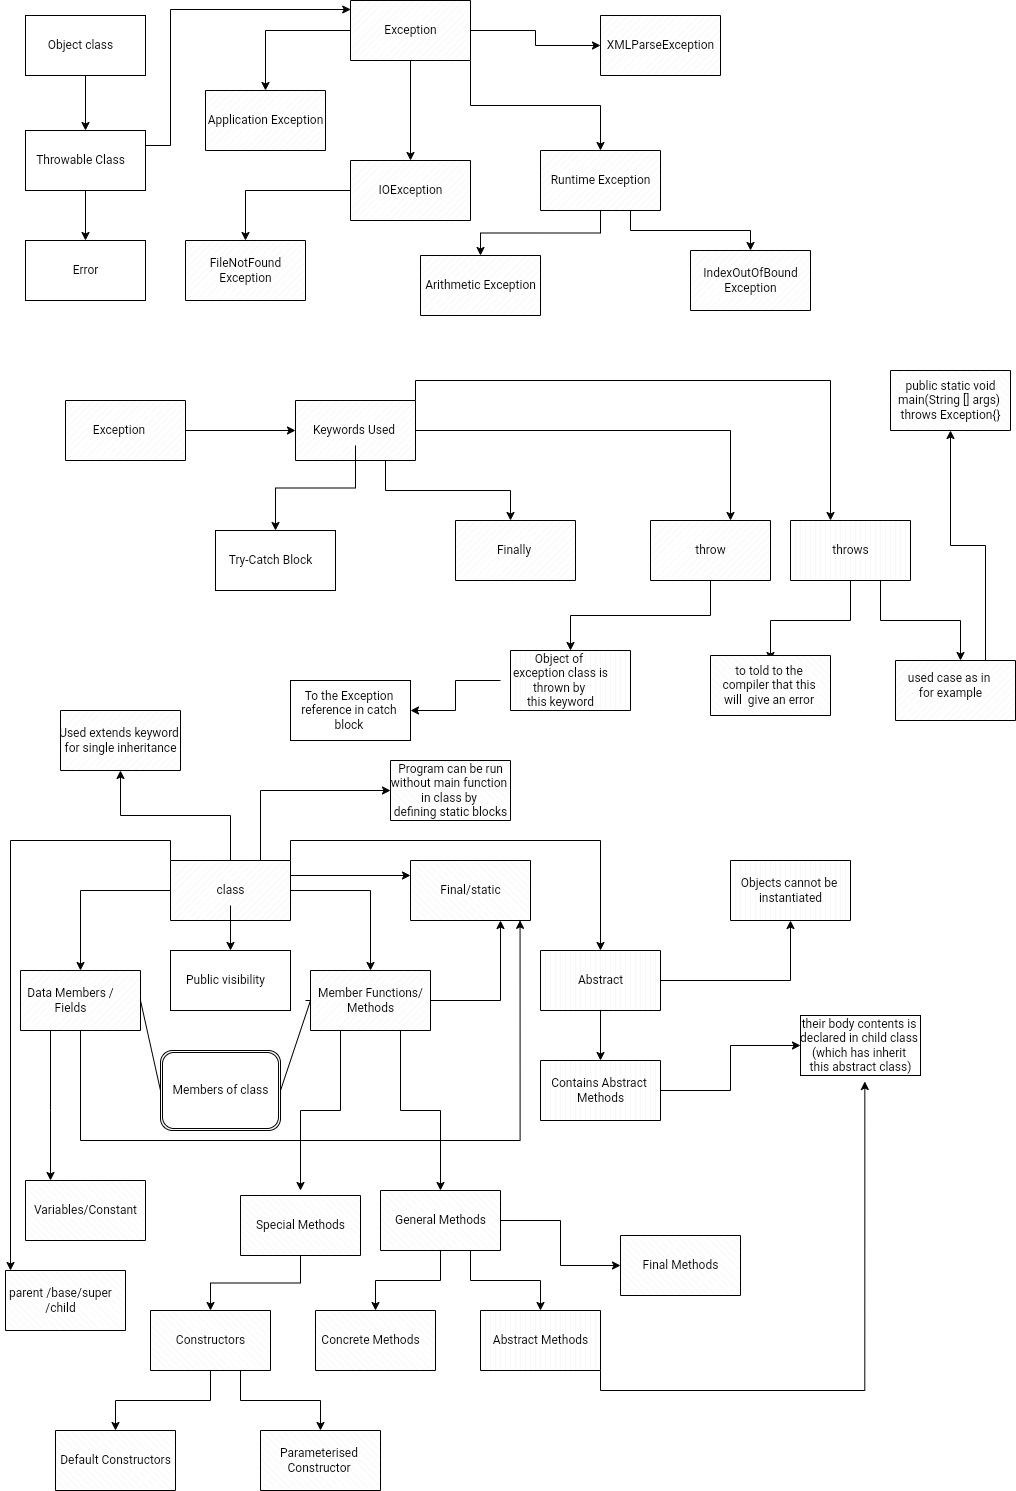 Object class
Exception
XMLParseException
Application Exception
Throwable Class
IOException
Runtime Exception
Error
FileNotFound
Exception
Arithmetic Exception
IndexOutOfBound
Exception
public static void
main(String [] args)
throws Exception{}
Exception
Keywords Used
Try-Catch Block
Finally
throw
throws
Object of
exception class is
thrown by
this keyword
to told to the
compiler that this
will give an error
used case as in
for example
To the Exception
reference in catch
block
Used extends keyword
for single inheritance
Program can be run
without main function
in class by
defining static blocks
class
Final/static
Objects cannot be
instantiated
Public visibility
Data Members /
Fields
Member Functions/
Methods
Abstract
their body contents is
declared in child class
(which has inherit
this abstract class)
Members of class
Contains Abstract
Methods
Variables/Constant
Special Methods
General Methods
Final Methods
parent /base/super
/child
Constructors
Concrete Methods
Abstract Methods
Default Constructors
Parameterised
Constructor